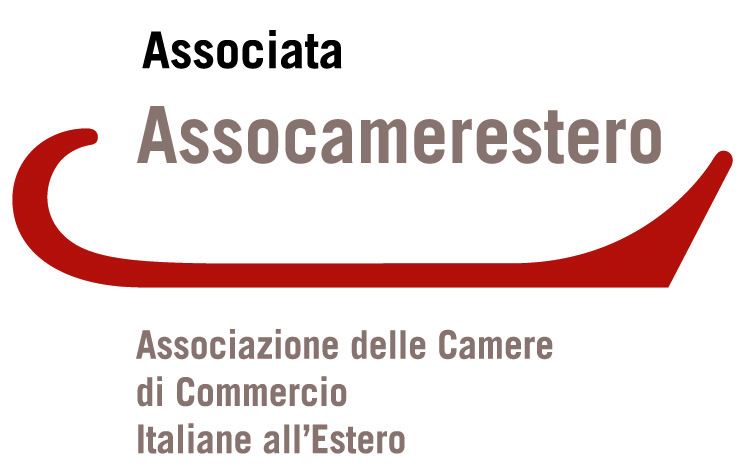 Associata
Assocamerestero
Associazione delle Camere
di Commercio
Italiane all’Estero